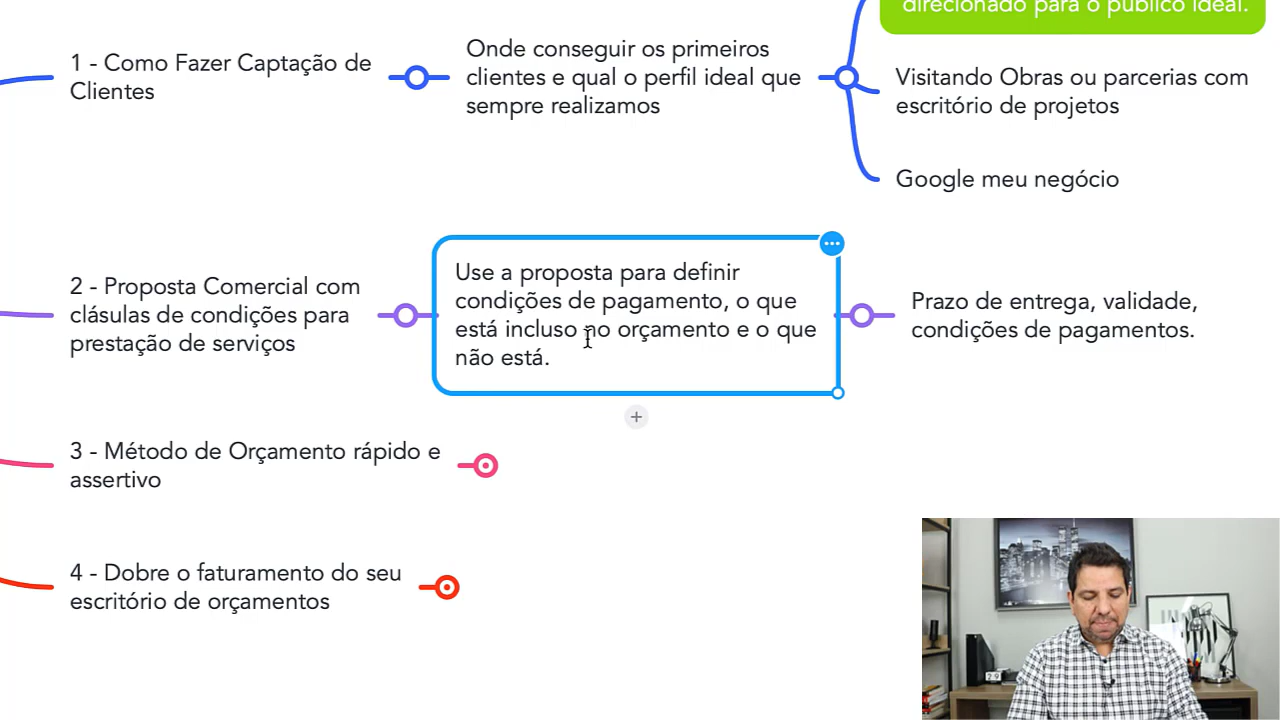 direcionado para o público ideal.
1 - Como Fazer Captação de
Clientes
Onde conseguir os primeiros
clientes e qual o perfil ideal que
sempre realizamos
Visitando Obras ou parcerias com
escritório de projetos
Google meu negócio
2 - Proposta Comercial com
clásulas de condições para
prestação de serviços
Use a proposta para definir
condições de pagamento, o que
está incluso no orçamento e o que
não está.
Prazo de entrega, validade,
condições de pagamentos.
3 - Método de Orçamento rápido e
assertivo
4 - Dobre o faturamento do seu
escritório de orçamentos